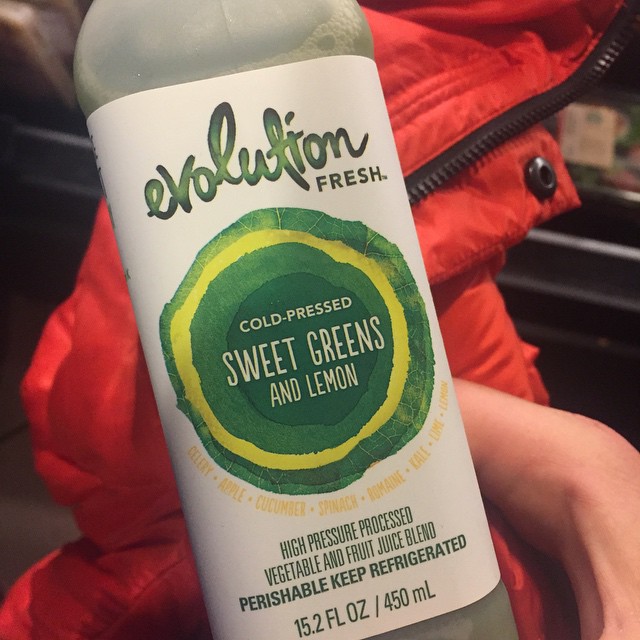 evolution
FRESH™
COLD-PRESSED
SWEET GREENS
AND LEMON
CELERY • APPLE • CUCUMBER • SPINACH • ROMAINE • KALE • LIME • LEMON
HIGH PRESSURE PROCESSED
VEGETABLE AND FRUIT JUICE BLEND
PERISHABLE KEEP REFRIGERATED
15.2 FL OZ / 450 mL